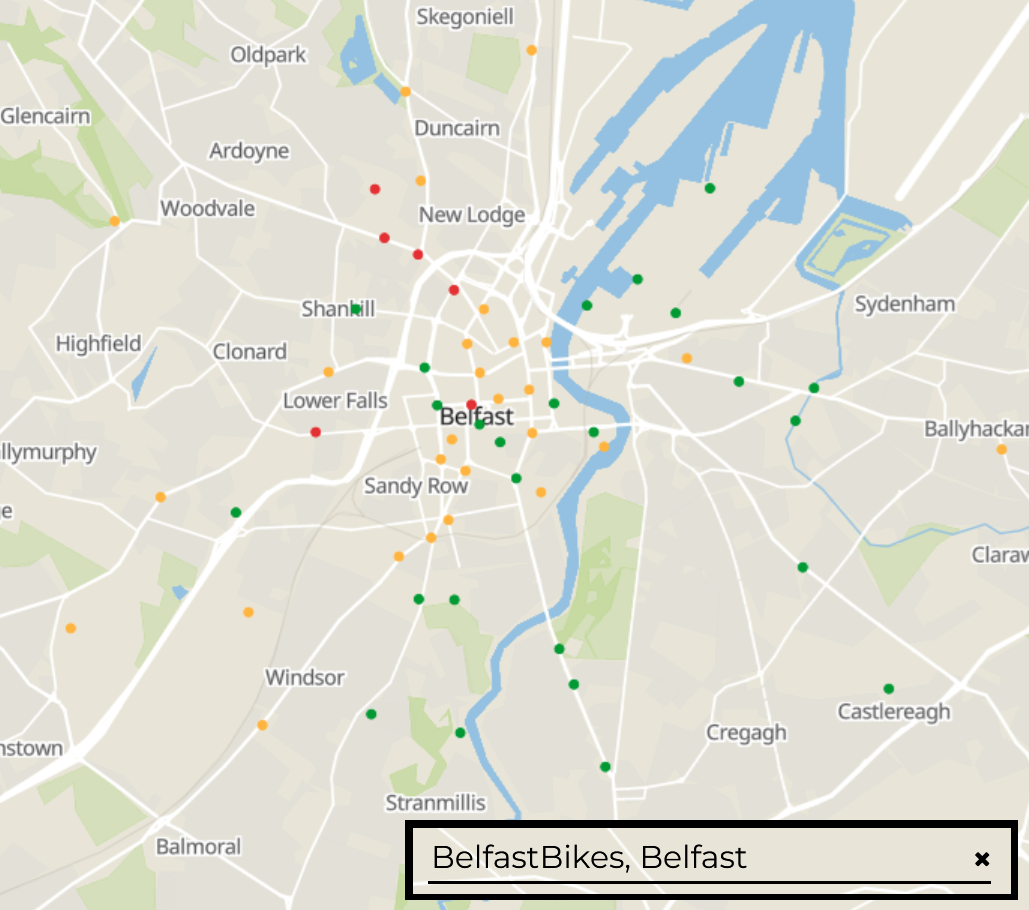 Skegoniell
Oldpark
Glencairn
Duncairn
Ardoyne
Woodvale
New Lodge
Shankill
Sydenham
Highfield
Clonard
Lower Falls
Belfast
Ballyhackar
llymurphy
Sandy Row
e
Claraw
Windsor
Castlereagh
Cregagh
nstown
Stranmillis
Balmoral
BelfastBikes, Belfast ✖